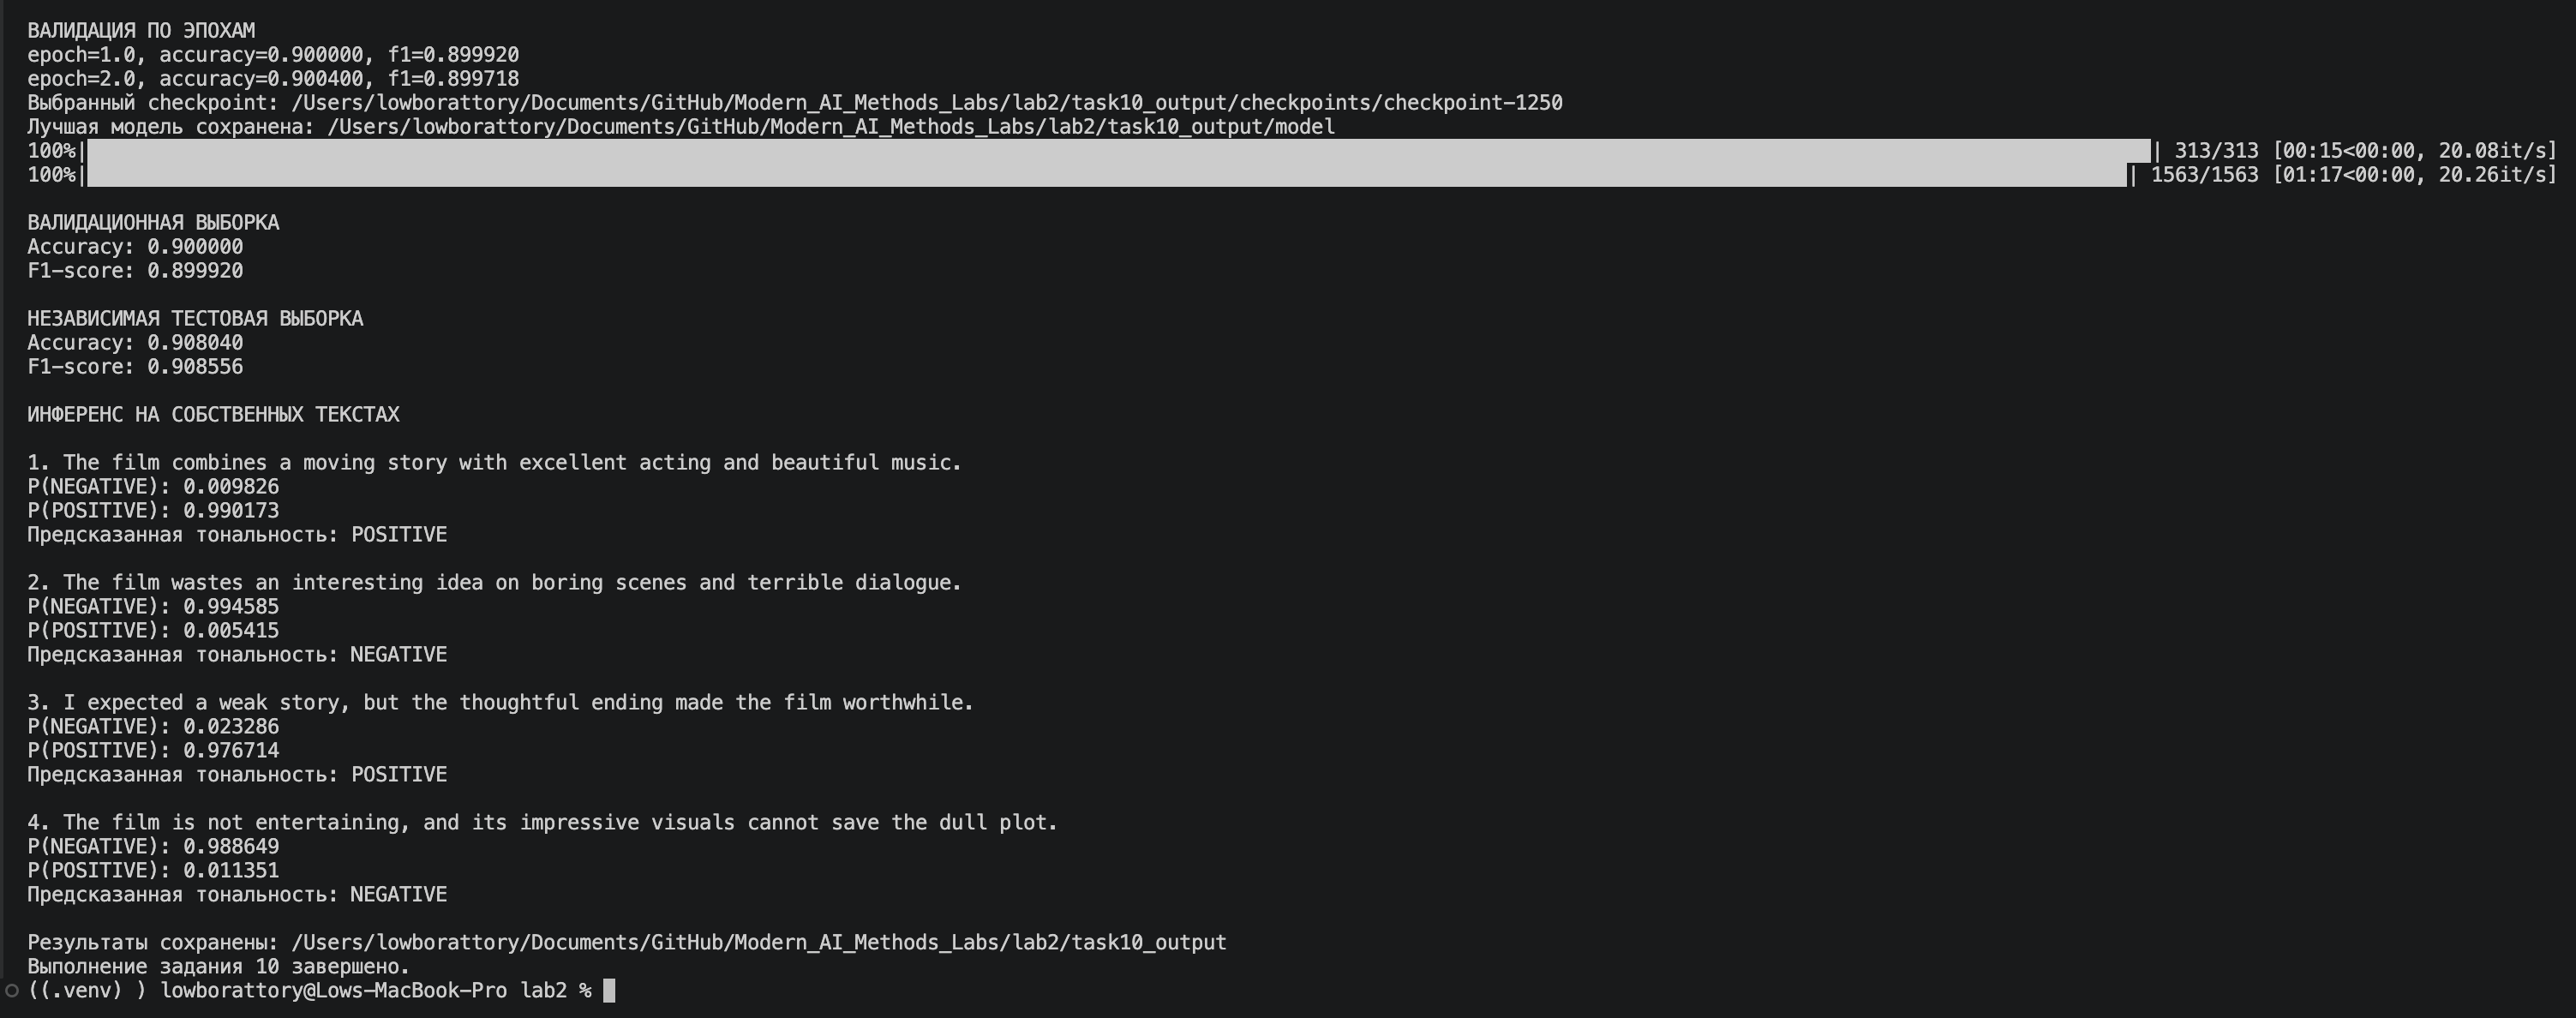 ВАЛИДАЦИЯ ПО ЭПОХАМ
epoch=1.0, accuracy=0.900000, f1=0.899920
epoch=2.0, accuracy=0.900400, f1=0.899718
Выбранный checkpoint: /Users/lowborattory/Documents/GitHub/Modern_AI_Methods_Labs/lab2/task10_output/checkpoints/checkpoint-1250
Лучшая модель сохранена: /Users/lowborattory/Documents/GitHub/Modern_AI_Methods_Labs/lab2/task10_output/model
100%| | 313/313 [00:15<00:00, 20.08it/s]
100%| | 1563/1563 [01:17<00:00, 20.26it/s]
ВАЛИДАЦИОННАЯ ВЫБОРКА
Accuracy: 0.900000
F1-score: 0.899920
НЕЗАВИСИМАЯ ТЕСТОВАЯ ВЫБОРКА
Accuracy: 0.908040
F1-score: 0.908556
ИНФЕРЕНС НА СОБСТВЕННЫХ ТЕКСТАХ
1. The film combines a moving story with excellent acting and beautiful music.
P(NEGATIVE): 0.009826
P(POSITIVE): 0.990173
Предсказанная тональность: POSITIVE
2. The film wastes an interesting idea on boring scenes and terrible dialogue.
P(NEGATIVE): 0.994585
P(POSITIVE): 0.005415
Предсказанная тональность: NEGATIVE
3. I expected a weak story, but the thoughtful ending made the film worthwhile.
P(NEGATIVE): 0.023286
P(POSITIVE): 0.976714
Предсказанная тональность: POSITIVE
4. The film is not entertaining, and its impressive visuals cannot save the dull plot.
P(NEGATIVE): 0.988649
P(POSITIVE): 0.011351
Предсказанная тональность: NEGATIVE
Результаты сохранены: /Users/lowborattory/Documents/GitHub/Modern_AI_Methods_Labs/lab2/task10_output
Выполнение задания 10 завершено.
((.venv) ) lowborattory@Lows-MacBook-Pro lab2 %